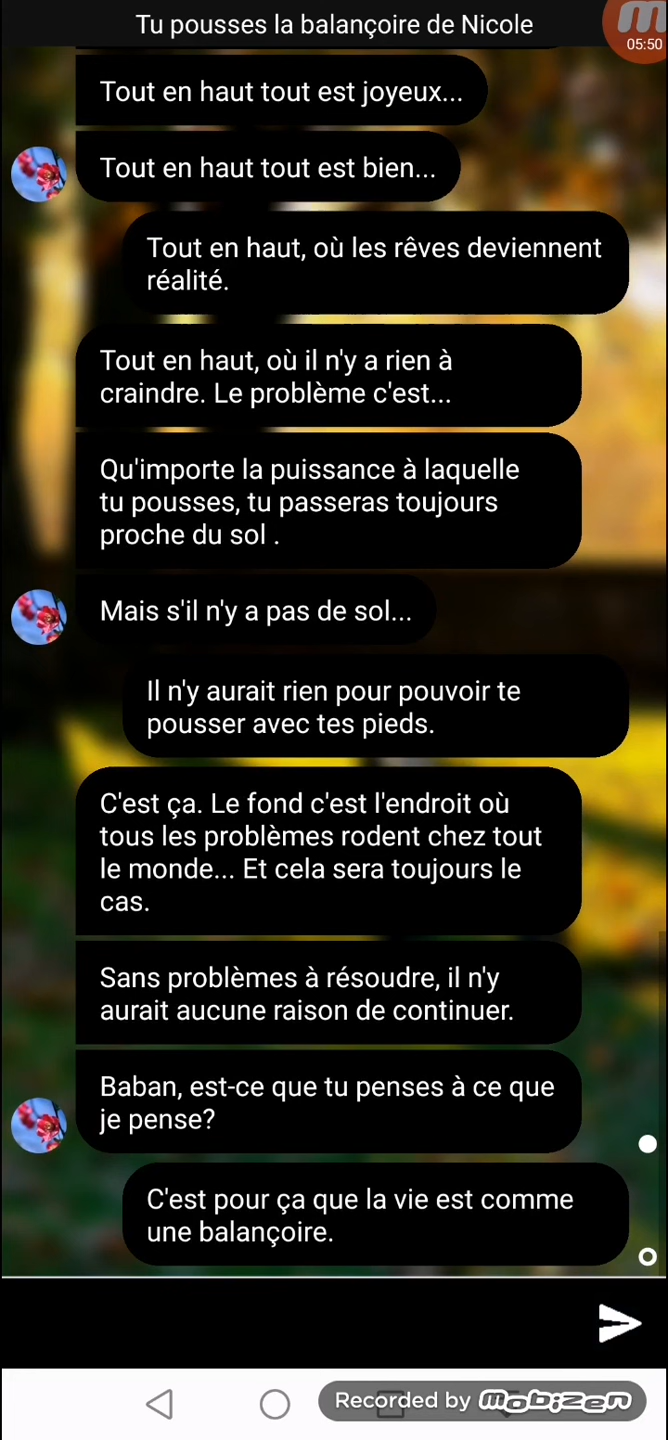 Tu pousses la balançoire de Nicole
05:50
Tout en haut tout est joyeux...
Tout en haut tout est bien...
Tout en haut, où les rêves deviennent
réalité.
Tout en haut, où il n'y a rien à
craindre. Le problème c'est...
Qu'importe la puissance à laquelle
tu pousses, tu passeras toujours
proche du sol .
Mais s'il n'y a pas de sol...
Il n'y aurait rien pour pouvoir te
pousser avec tes pieds.
C'est ça. Le fond c'est l'endroit où
tous les problèmes rodent chez tout
le monde... Et cela sera toujours le
cas.
Sans problèmes à résoudre, il n'y
aurait aucune raison de continuer.
Baban, est-ce que tu penses à ce que
je pense?
C'est pour ça que la vie est comme
une balançoire.
Recorded by mobizen